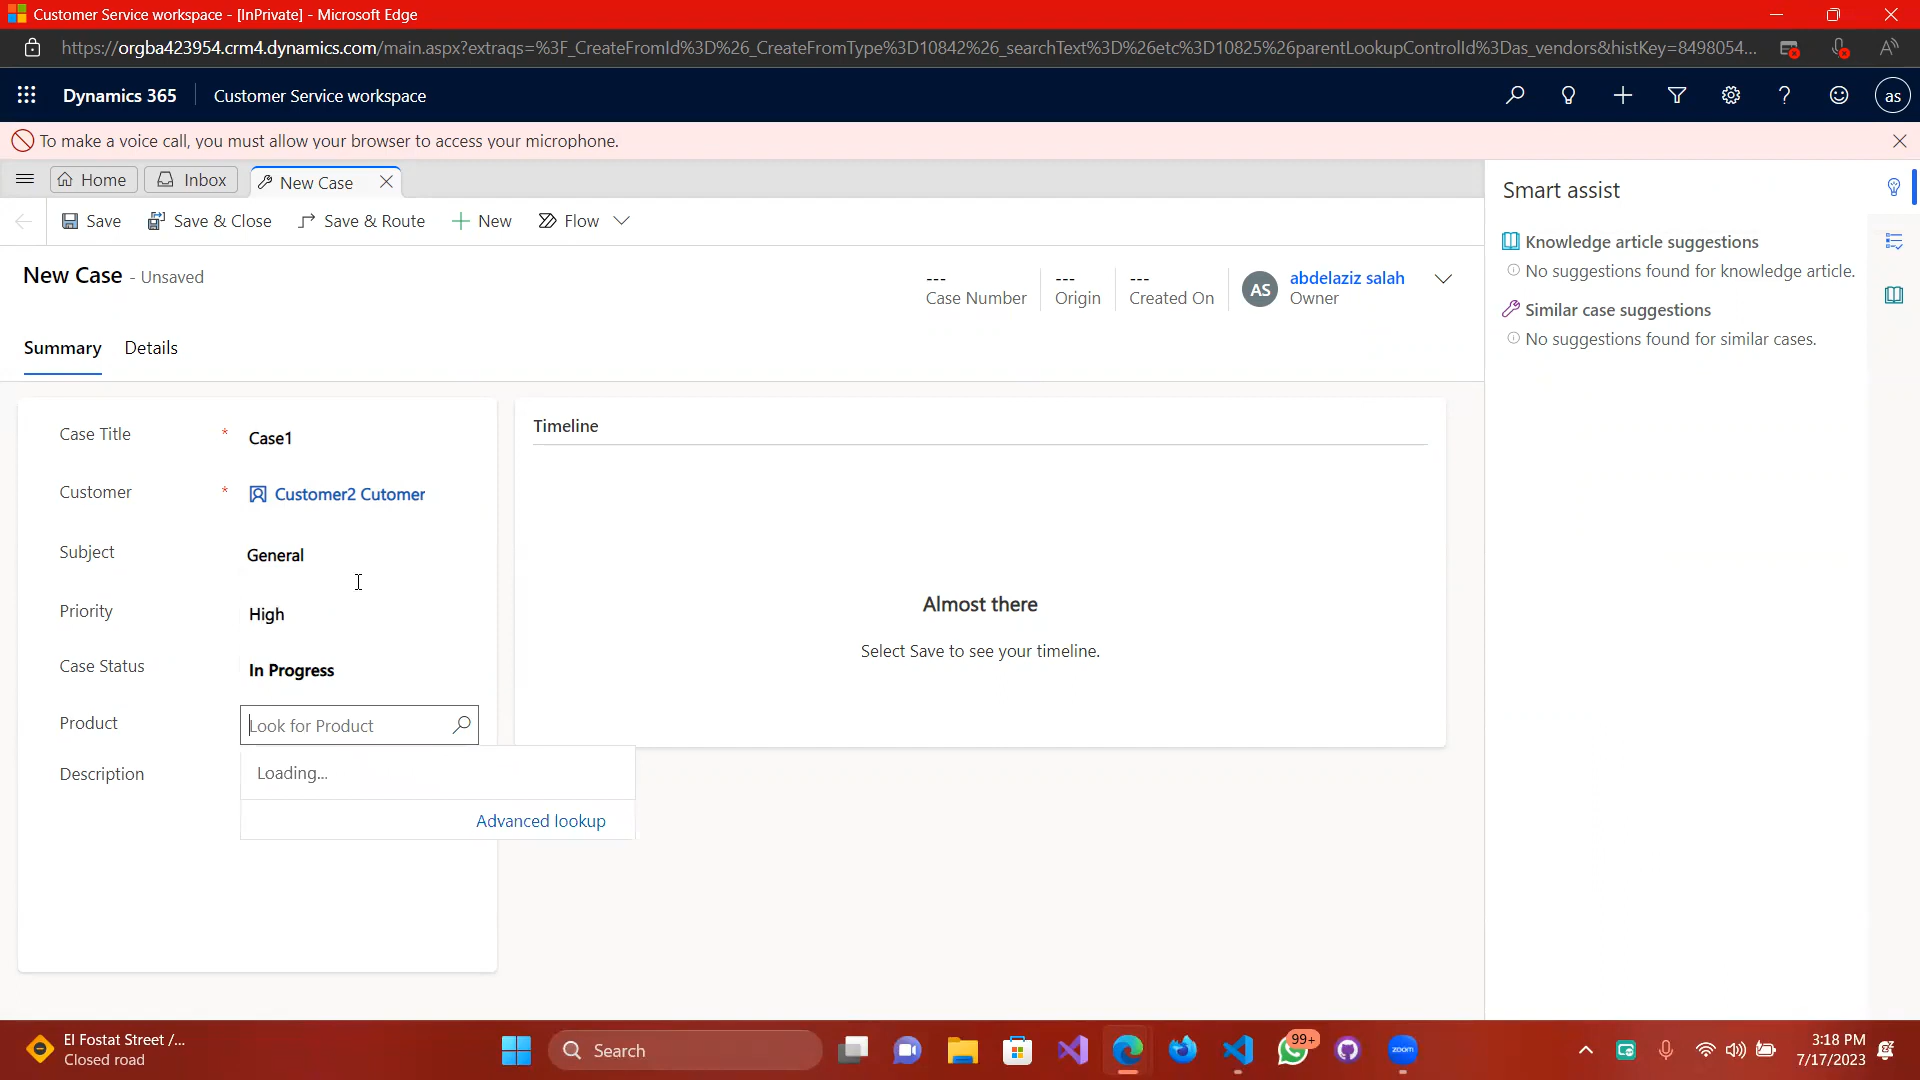 Customer Service workspace - [InPrivate] - Microsoft Edge
https://orgba423954.crm4.dynamics.com/main.aspx?extraqs=%3F_CreateFromId%3D%26_CreateFromType%3D10842%26_searchText%3D%26etc%3D10825%26parentLookupControlId%3Das_vendors&histKey=8498054...
Dynamics 365 Customer Service workspace
as
To make a voice call, you must allow your browser to access your microphone.
Home Inbox New Case
Save Save & Close Save & Route New Flow
New Case - Unsaved
---
Case Number
---
Origin
---
Created On
AS
abdelaziz salah
Owner
Summary Details
Case Title * Case1
Customer * Customer2 Cutomer
Subject General
Priority High
Case Status In Progress
Product Look for Product
Loading...
Advanced lookup
Description
Timeline
Almost there
Select Save to see your timeline.
Smart assist
Knowledge article suggestions
No suggestions found for knowledge article.
Similar case suggestions
No suggestions found for similar cases.
El Fostat Street /...
Closed road
Search
99+
zoom
3:18 PM
7/17/2023